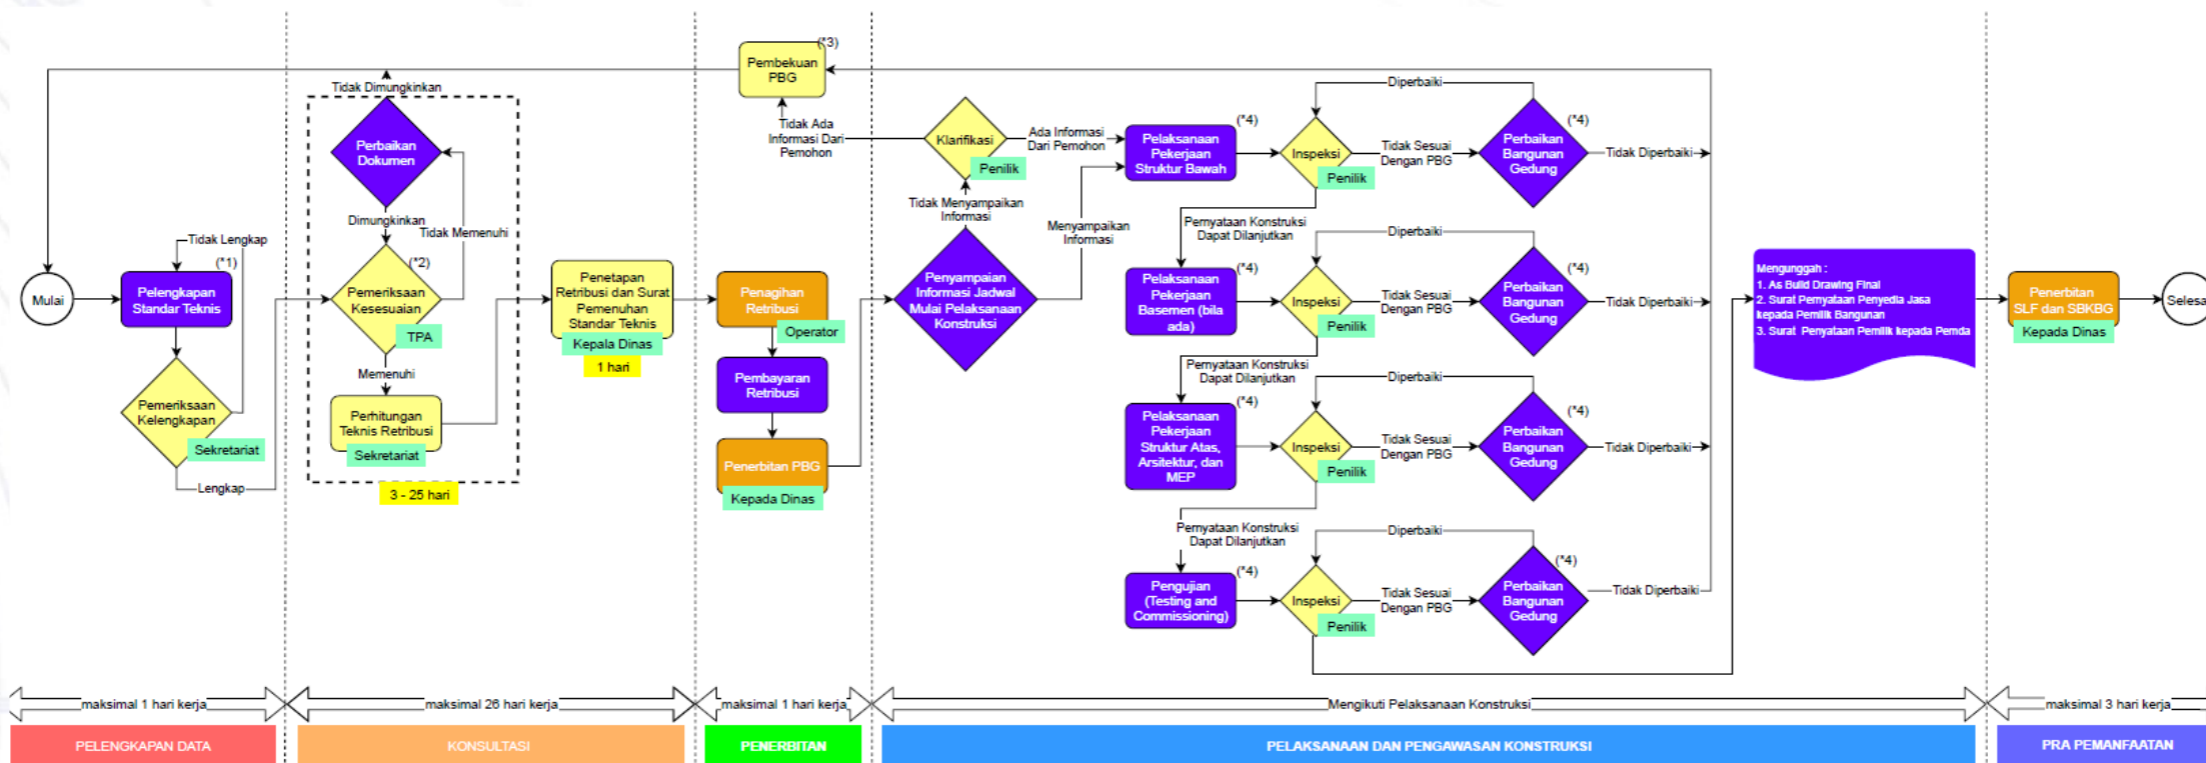 Mulai
Tidak Lengkap
(*1)
Pelengkapan
Standar Teknis
Pemeriksaan
Kelengkapan
Sekretariat
Lengkap
Tidak Dimungkinkan
Perbaikan
Dokumen
Dimungkinkan
Tidak Memenuhi
(*2)
Pemeriksaan
Kesesuaian
TPA
Memenuhi
Perhitungan
Teknis Retribusi
Sekretariat
3 - 25 hari
Penetapan
Retribusi dan Surat
Pemenuhan
Standar Teknis
Kepala Dinas
1 hari
(*3)
Pembekuan
PBG
Tidak Ada
Informasi Dari
Pemohon
Penagihan
Retribusi
Operator
Pembayaran
Retribusi
Penerbitan PBG
Kepada Dinas
Klarifikasi
Penilik
Ada Informasi
Dari Pemohon
Tidak Menyampaikan
Informasi
Menyampaikan
Informasi
Penyampaian
Informasi Jadwal
Mulai Pelaksanaan
Konstruksi
(*4)
Pelaksanaan
Pekerjaan
Struktur Bawah
Inspeksi
Penilik
Diperbaiki
Tidak Sesuai
Dengan PBG
(*4)
Perbaikan
Bangunan
Gedung
Tidak Diperbaiki
Pernyataan Konstruksi
Dapat Dilanjutkan
(*4)
Pelaksanaan
Pekerjaan
Basemen (bila
ada)
Inspeksi
Penilik
Diperbaiki
Tidak Sesuai
Dengan PBG
(*4)
Perbaikan
Bangunan
Gedung
Tidak Diperbaiki
Pernyataan Konstruksi
Dapat Dilanjutkan
(*4)
Pelaksanaan
Pekerjaan
Struktur Atas,
Arsitektur, dan
MEP
Inspeksi
Penilik
Diperbaiki
Tidak Sesuai
Dengan PBG
(*4)
Perbaikan
Bangunan
Gedung
Tidak Diperbaiki
Pernyataan Konstruksi
Dapat Dilanjutkan
(*4)
Pengujian
(Testing and
Commissioning)
Inspeksi
Penilik
Diperbaiki
Tidak Sesuai
Dengan PBG
(*4)
Perbaikan
Bangunan
Gedung
Tidak Diperbaiki
Mengunggah :
1. As Build Drawing Final
2. Surat Pernyataan Penyedia Jasa
kepada Pemilik Bangunan
3. Surat Penyataan Pemilik kepada Pemda
Penerbitan
SLF dan SBKBG
Kepada Dinas
Selesa
maksimal 1 hari kerja
maksimal 26 hari kerja
maksimal 1 hari kerja
Mengikuti Pelaksanaan Konstruksi
maksimal 3 hari kerja
PELENGKAPAN DATA
KONSULTASI
PENERBITAN
PELAKSANAAN DAN PENGAWASAN KONSTRUKSI
PRA PEMANFAATAN